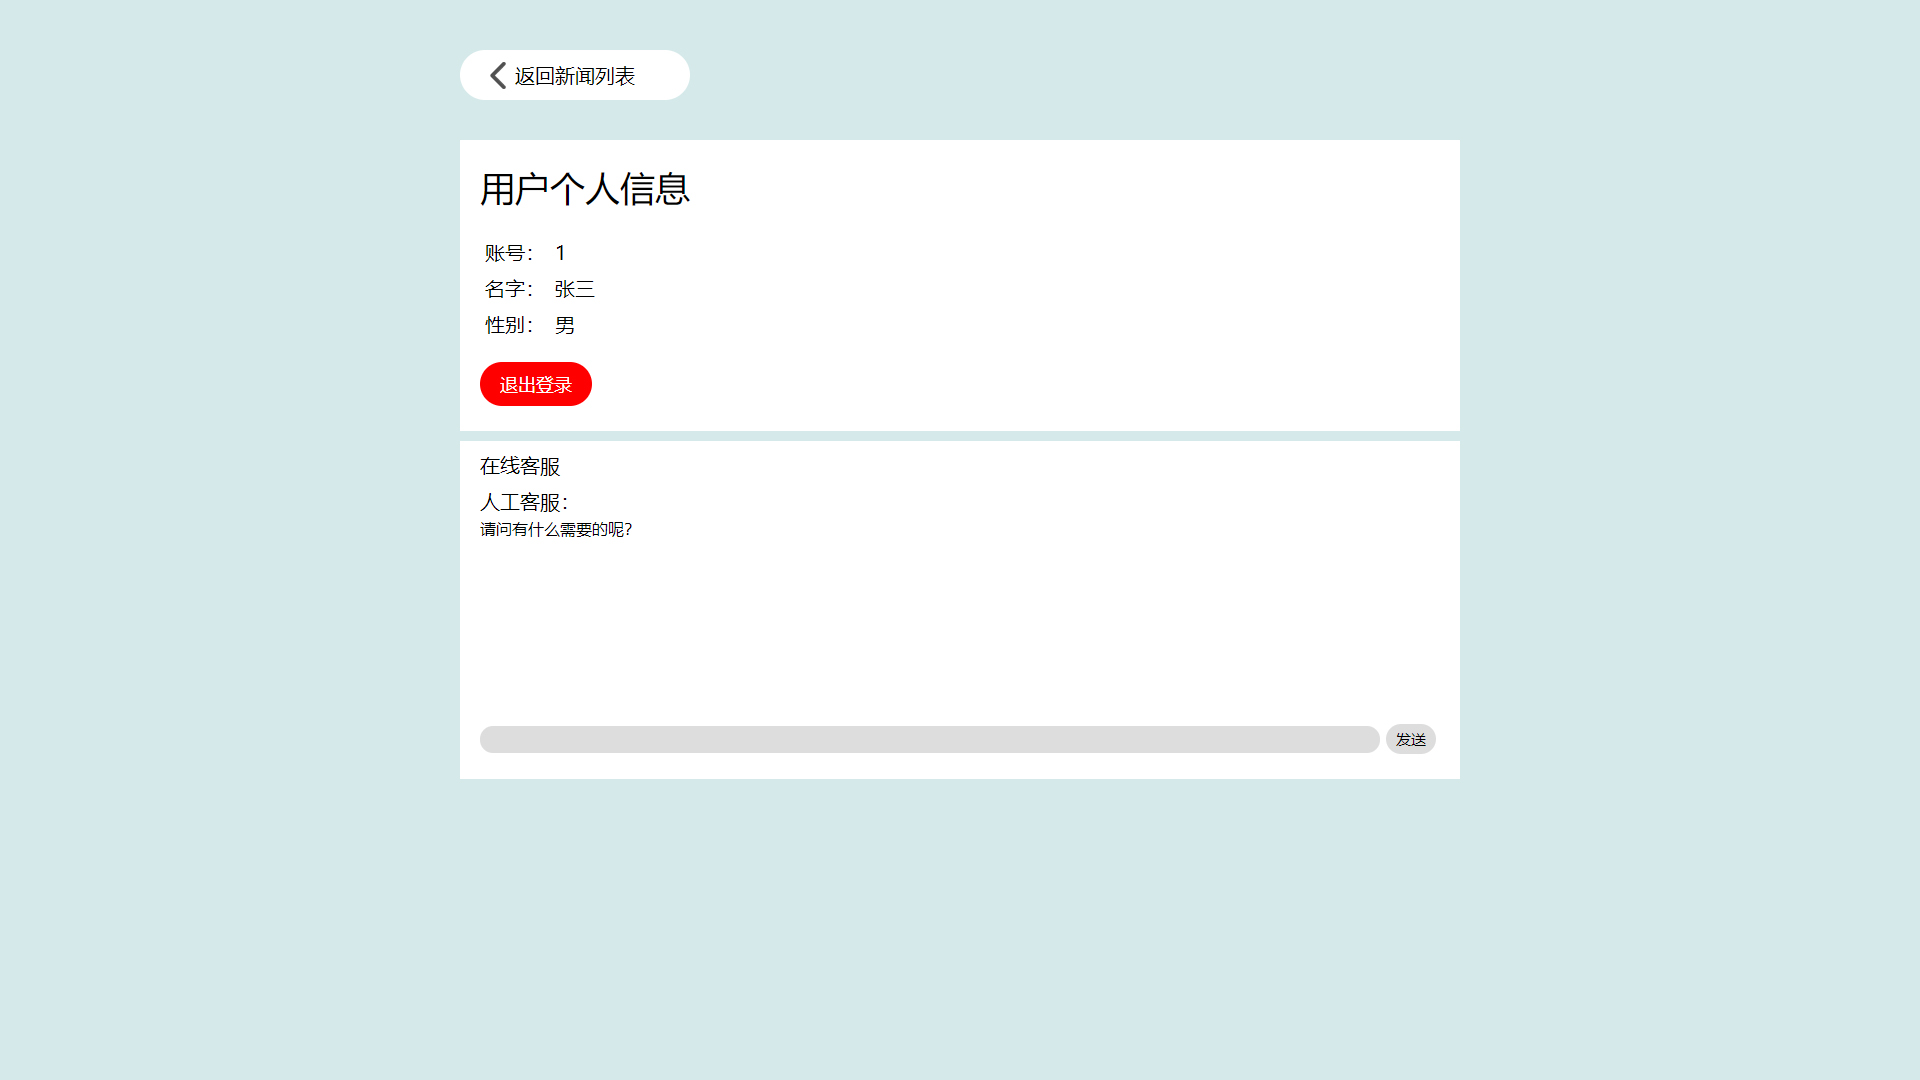 返回新闻列表
用户个人信息
账号： 1
名字： 张三
性别： 男
退出登录
在线客服
人工客服：
请问有什么需要的呢？
发送